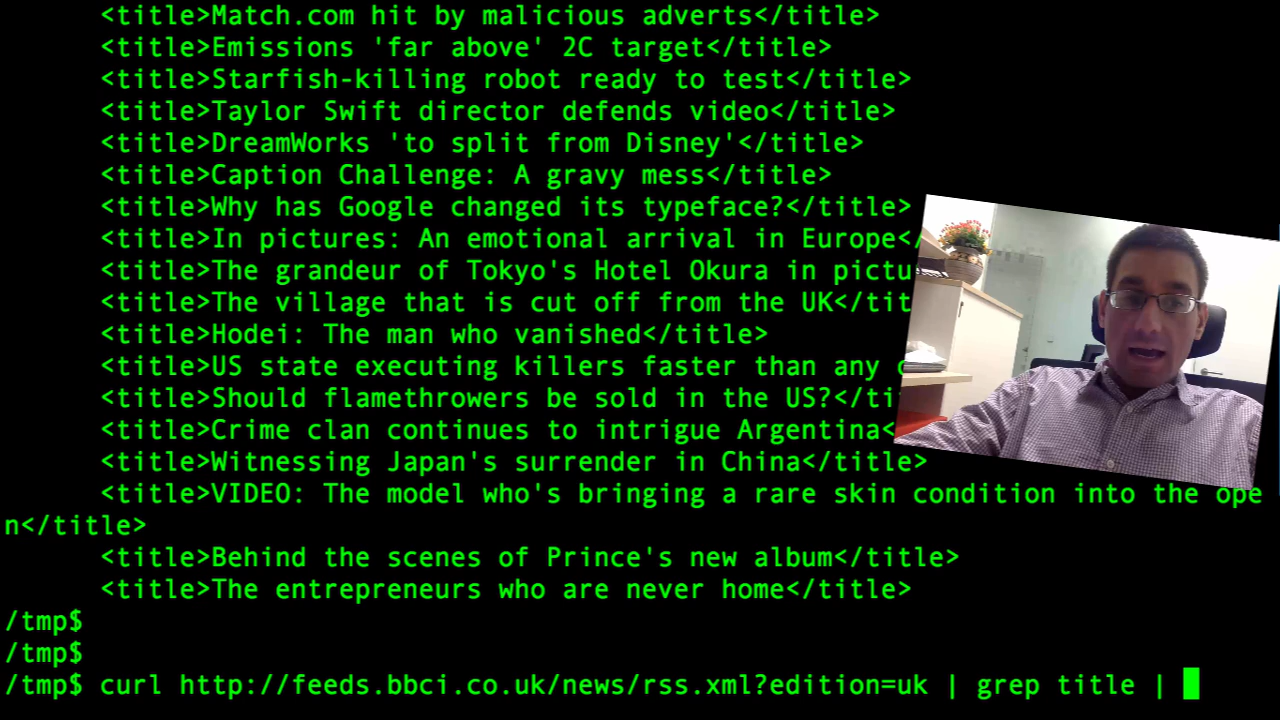 <title>Match.com hit by malicious adverts</title>
<title>Emissions 'far above' 2C target</title>
<title>Starfish-killing robot ready to test</title>
<title>Taylor Swift director defends video</title>
<title>DreamWorks 'to split from Disney'</title>
<title>Caption Challenge: A gravy mess</title>
<title>Why has Google changed its typeface?</title>
<title>In pictures: An emotional arrival in Europe</
<title>The grandeur of Tokyo's Hotel Okura in pictu
<title>The village that is cut off from the UK</tit
<title>Hodei: The man who vanished</title>
<title>US state executing killers faster than any
<title>Should flamethrowers be sold in the US?</ti
<title>Crime clan continues to intrigue Argentina<
<title>Witnessing Japan's surrender in China</title>
<title>VIDEO: The model who's bringing a rare skin condition into the ope
n</title>
<title>Behind the scenes of Prince's new album</title>
<title>The entrepreneurs who are never home</title>
/tmp$
/tmp$
/tmp$ curl http://feeds.bbci.co.uk/news/rss.xml?edition=uk | grep title |